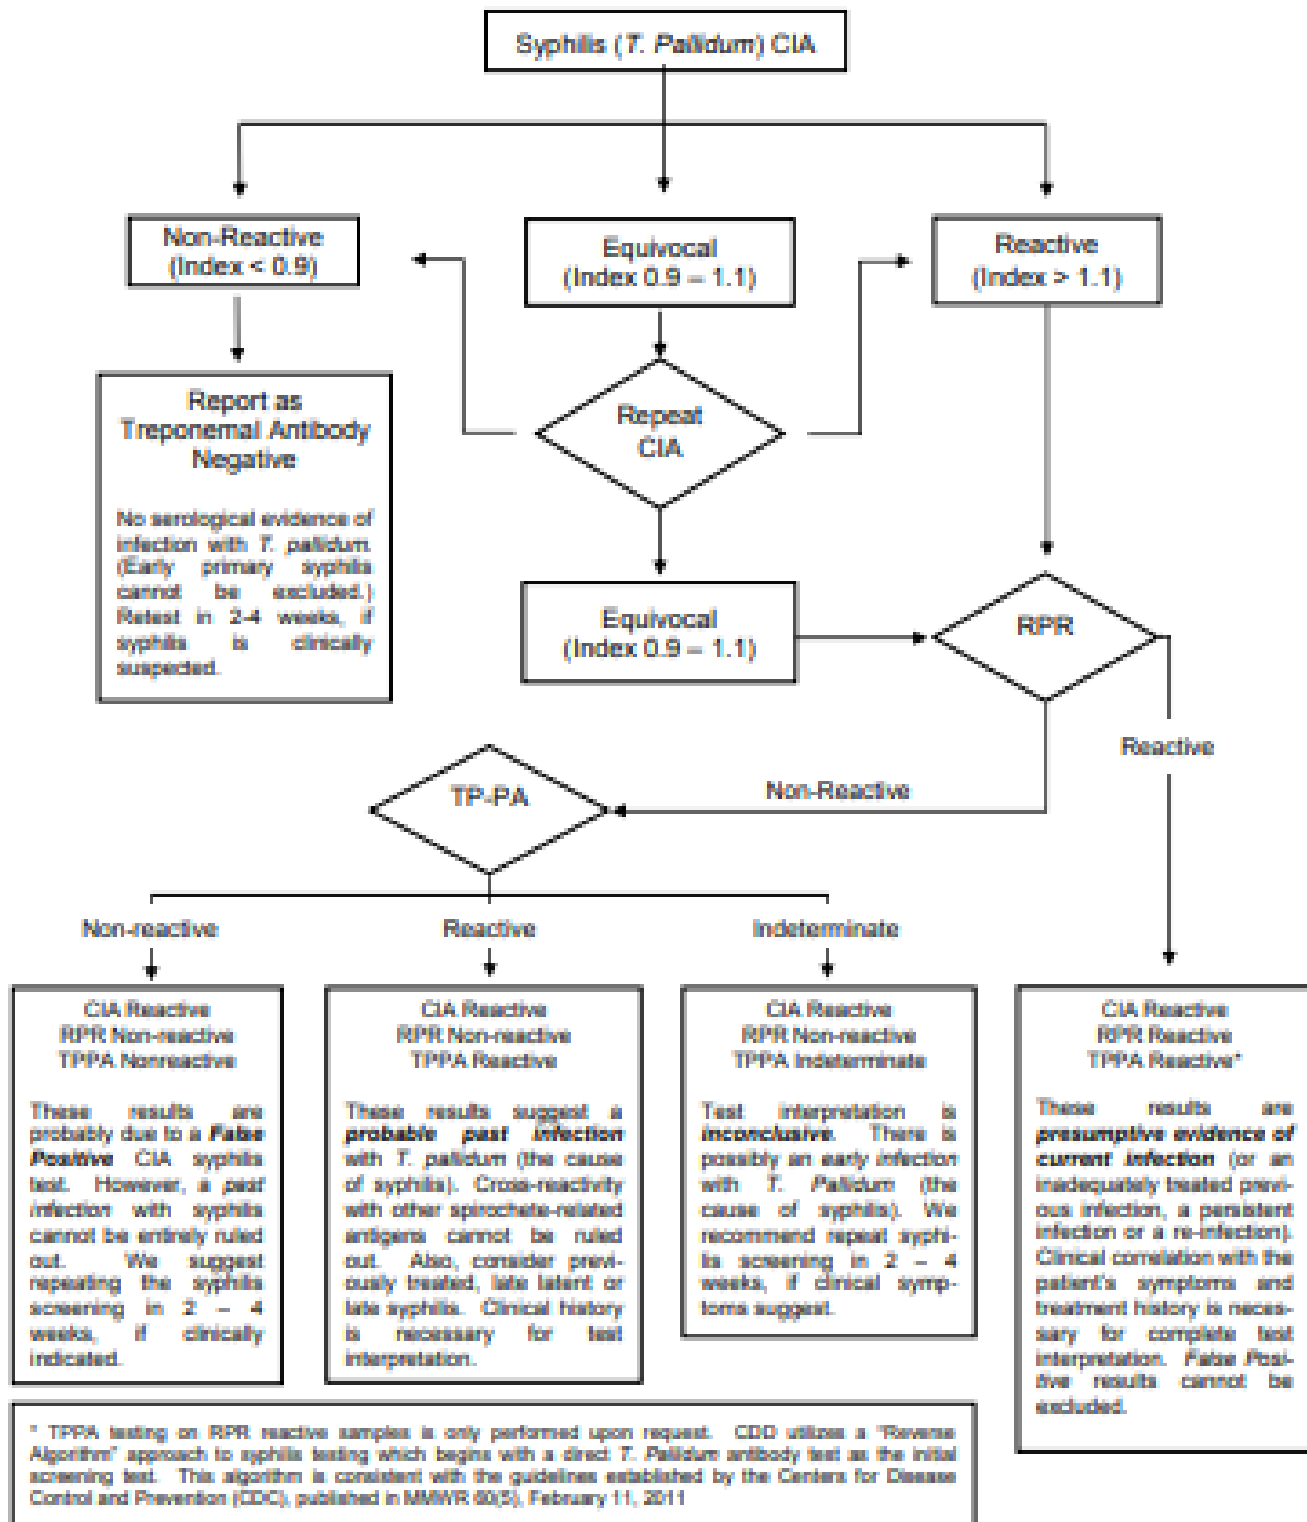 Syphilis (T. Pallidum) CIA
Non-Reactive
(Index < 0.9)
Equivocal
(Index 0.9 – 1.1)
Reactive
(Index > 1.1)
Report as
Treponemal Antibody
Negative
No serological evidence of
infection with T. pallidum.
(Early primary syphilis
cannot be excluded.)
Retest in 2-4 weeks, if
syphilis is clinically
suspected.
Repeat
CIA
Equivocal
(Index 0.9 – 1.1)
RPR
Reactive
Non-Reactive
TP-PA
Non-reactive
Reactive
Indeterminate
CIA Reactive
RPR Non-reactive
TPPA Nonreactive
These results are
probably due to a False
Positive CIA syphilis
test. However, a past
infection with syphilis
cannot be entirely ruled
out. We suggest
repeating the syphilis
screening in 2 – 4
weeks, if clinically
indicated.
CIA Reactive
RPR Non-reactive
TPPA Reactive
These results suggest a
probable past infection
with T. pallidum (the cause
of syphilis). Cross-reactivity
with other spirochete-related
antigens cannot be ruled
out. Also, consider previ-
ously treated, late latent or
late syphilis. Clinical history
is necessary for test
interpretation.
CIA Reactive
RPR Non-reactive
TPPA Indeterminate
Test interpretation is
inconclusive. There is
possibly an early infection
with T. Pallidum (the
cause of syphilis). We
recommend repeat syphi-
lis screening in 2 – 4
weeks, if clinical symp-
toms suggest.
CIA Reactive
RPR Reactive
TPPA Reactive*
These results are
presumptive evidence of
current infection (or an
inadequately treated previ-
ous infection, a persistent
infection or a re-infection).
Clinical correlation with the
patient's symptoms and
treatment history is neces-
sary for complete test
interpretation. False Posi-
tive results cannot be
excluded.
* TPPA testing on RPR reactive samples is only performed upon request. CDD utilizes a "Reverse
Algorithm" approach to syphilis testing which begins with a direct T. Pallidum antibody test as the initial
screening test. This algorithm is consistent with the guidelines established by the Centers for Disease
Control and Prevention (CDC), published in MMWR 60(5), February 11, 2011